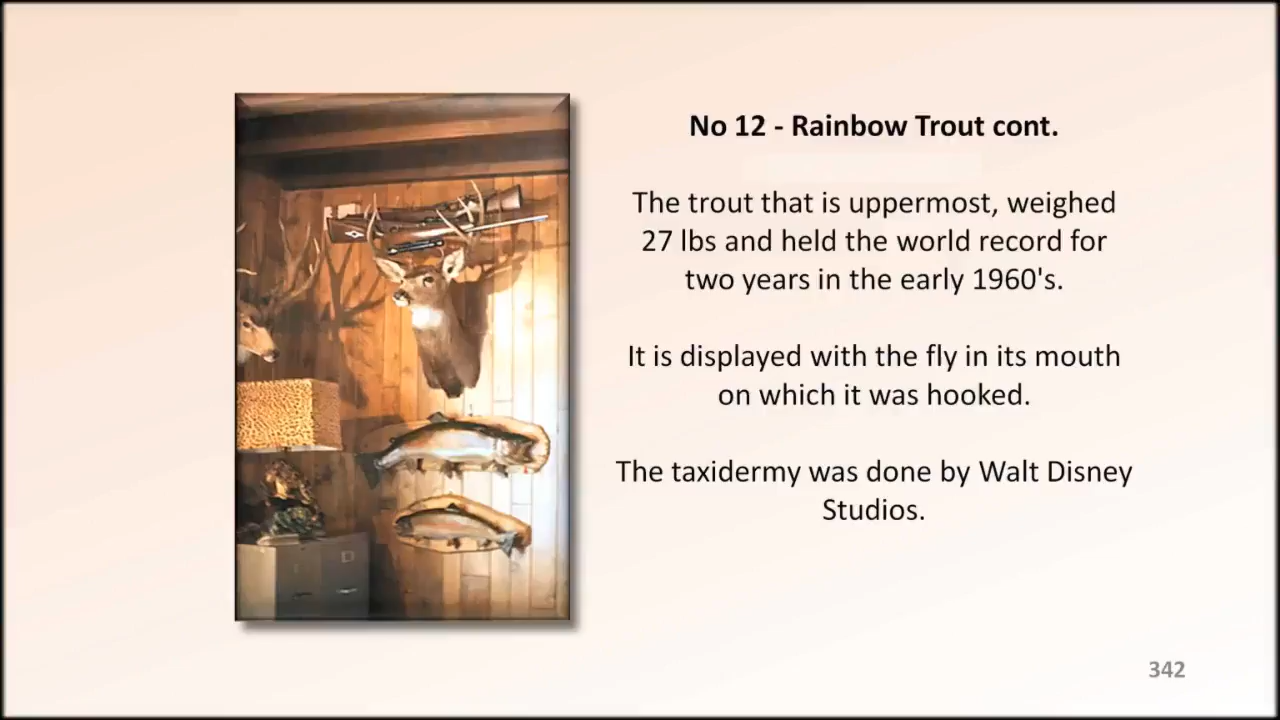 No 12 - Rainbow Trout cont.
The trout that is uppermost, weighed
27 lbs and held the world record for
two years in the early 1960's.
It is displayed with the fly in its mouth
on which it was hooked.
The taxidermy was done by Walt Disney
Studios.
342